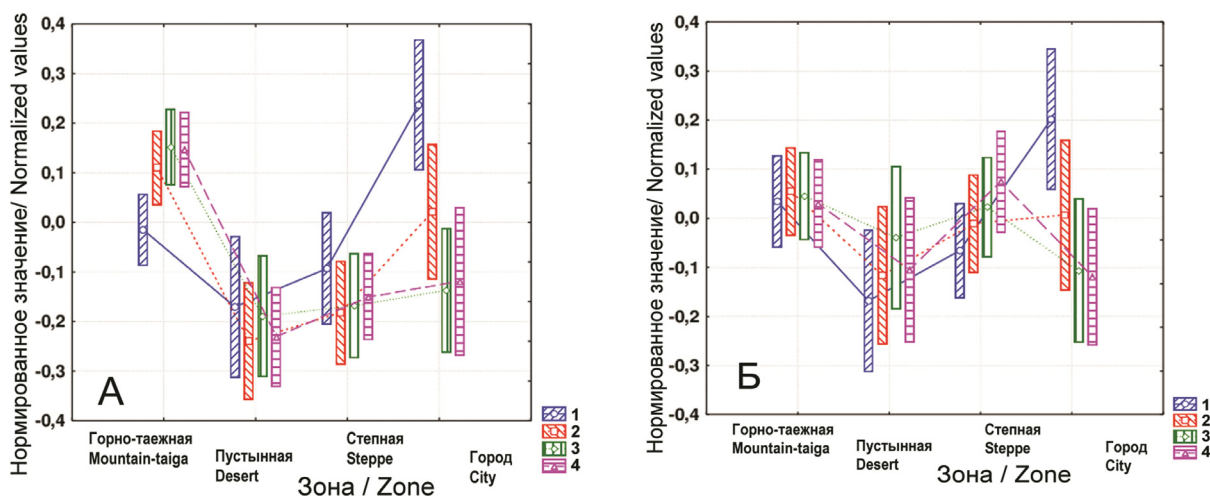 Нормированное значение/ Normalized values
0,4
0,3
0,2
0,1
0,0
-0,1
-0,2
-0,3
-0,4
А
Горно-таежная
Mountain-taiga
Пустынная
Desert
Степная
Steppe
Город
City
Зона / Zone
1
2
3
4
Нормированное значение/ Normalized values
0,4
0,3
0,2
0,1
0,0
-0,1
-0,2
-0,3
-0,4
Б
Горно-таежная
Mountain-taiga
Пустынная
Desert
Степная
Steppe
Город
City
Зона / Zone
1
2
3
4